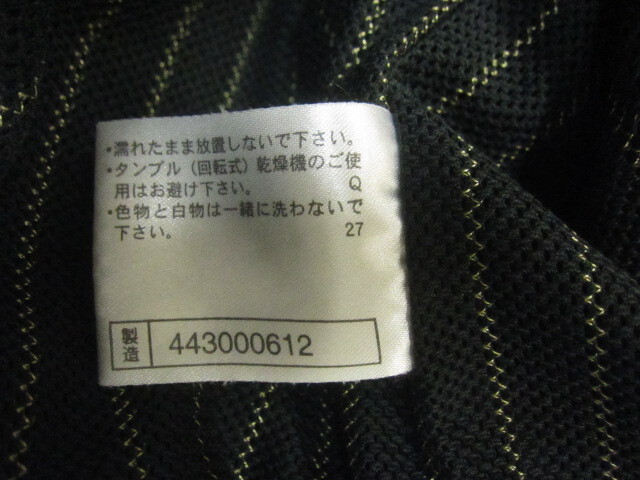 ・濡れたまま放置しないで下さい。
・タンブル（回転式）乾燥機のご使
用はお避け下さい。 Q
・色物と白物は一緒に洗わないで
下さい。 27
製造 443000612